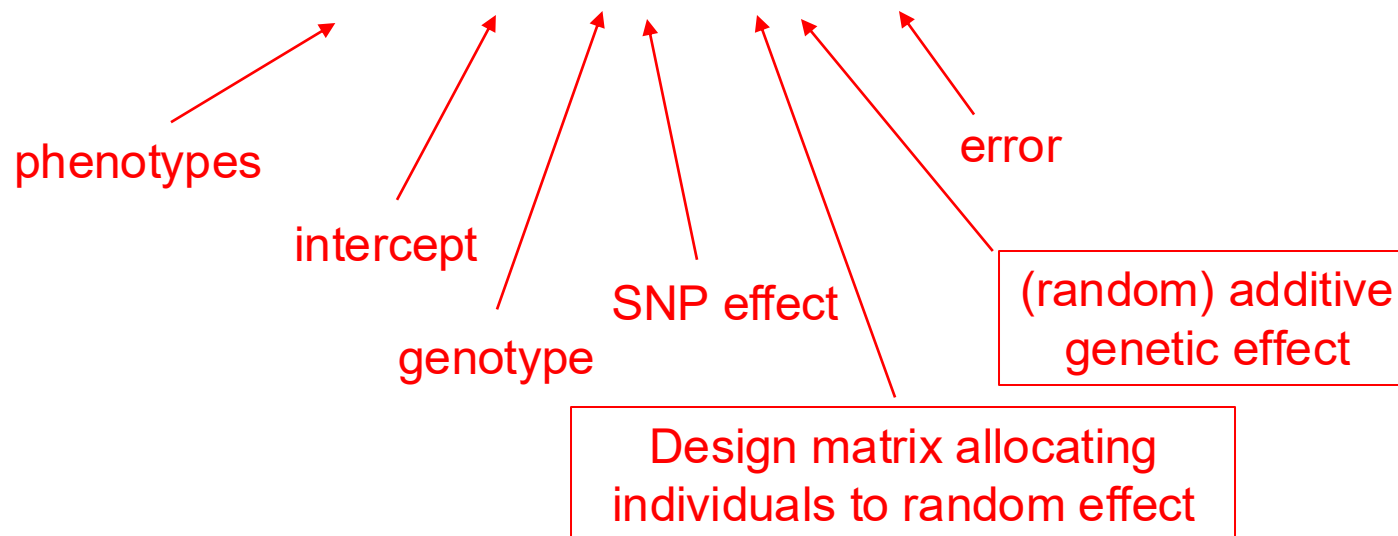 phenotypes
error
intercept
SNP effect
(random) additive
genetic effect
genotype
Design matrix allocating
individuals to random effect